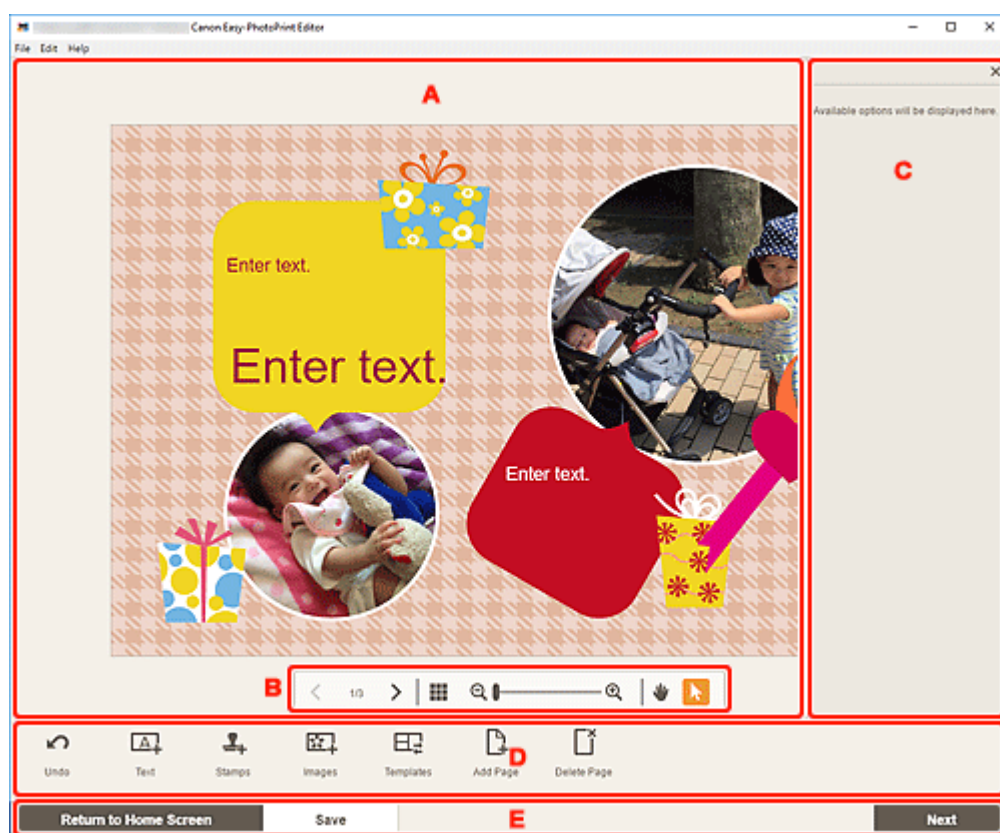 Canon Easy-PhotoPrint Editor
File Edit Help
A
Available options will be displayed here.
C
Enter text.
Enter text.
Enter text.
B
1/3
D
Undo Text Stamps Images Templates Add Page Delete Page
Return to Home Screen Save E Next